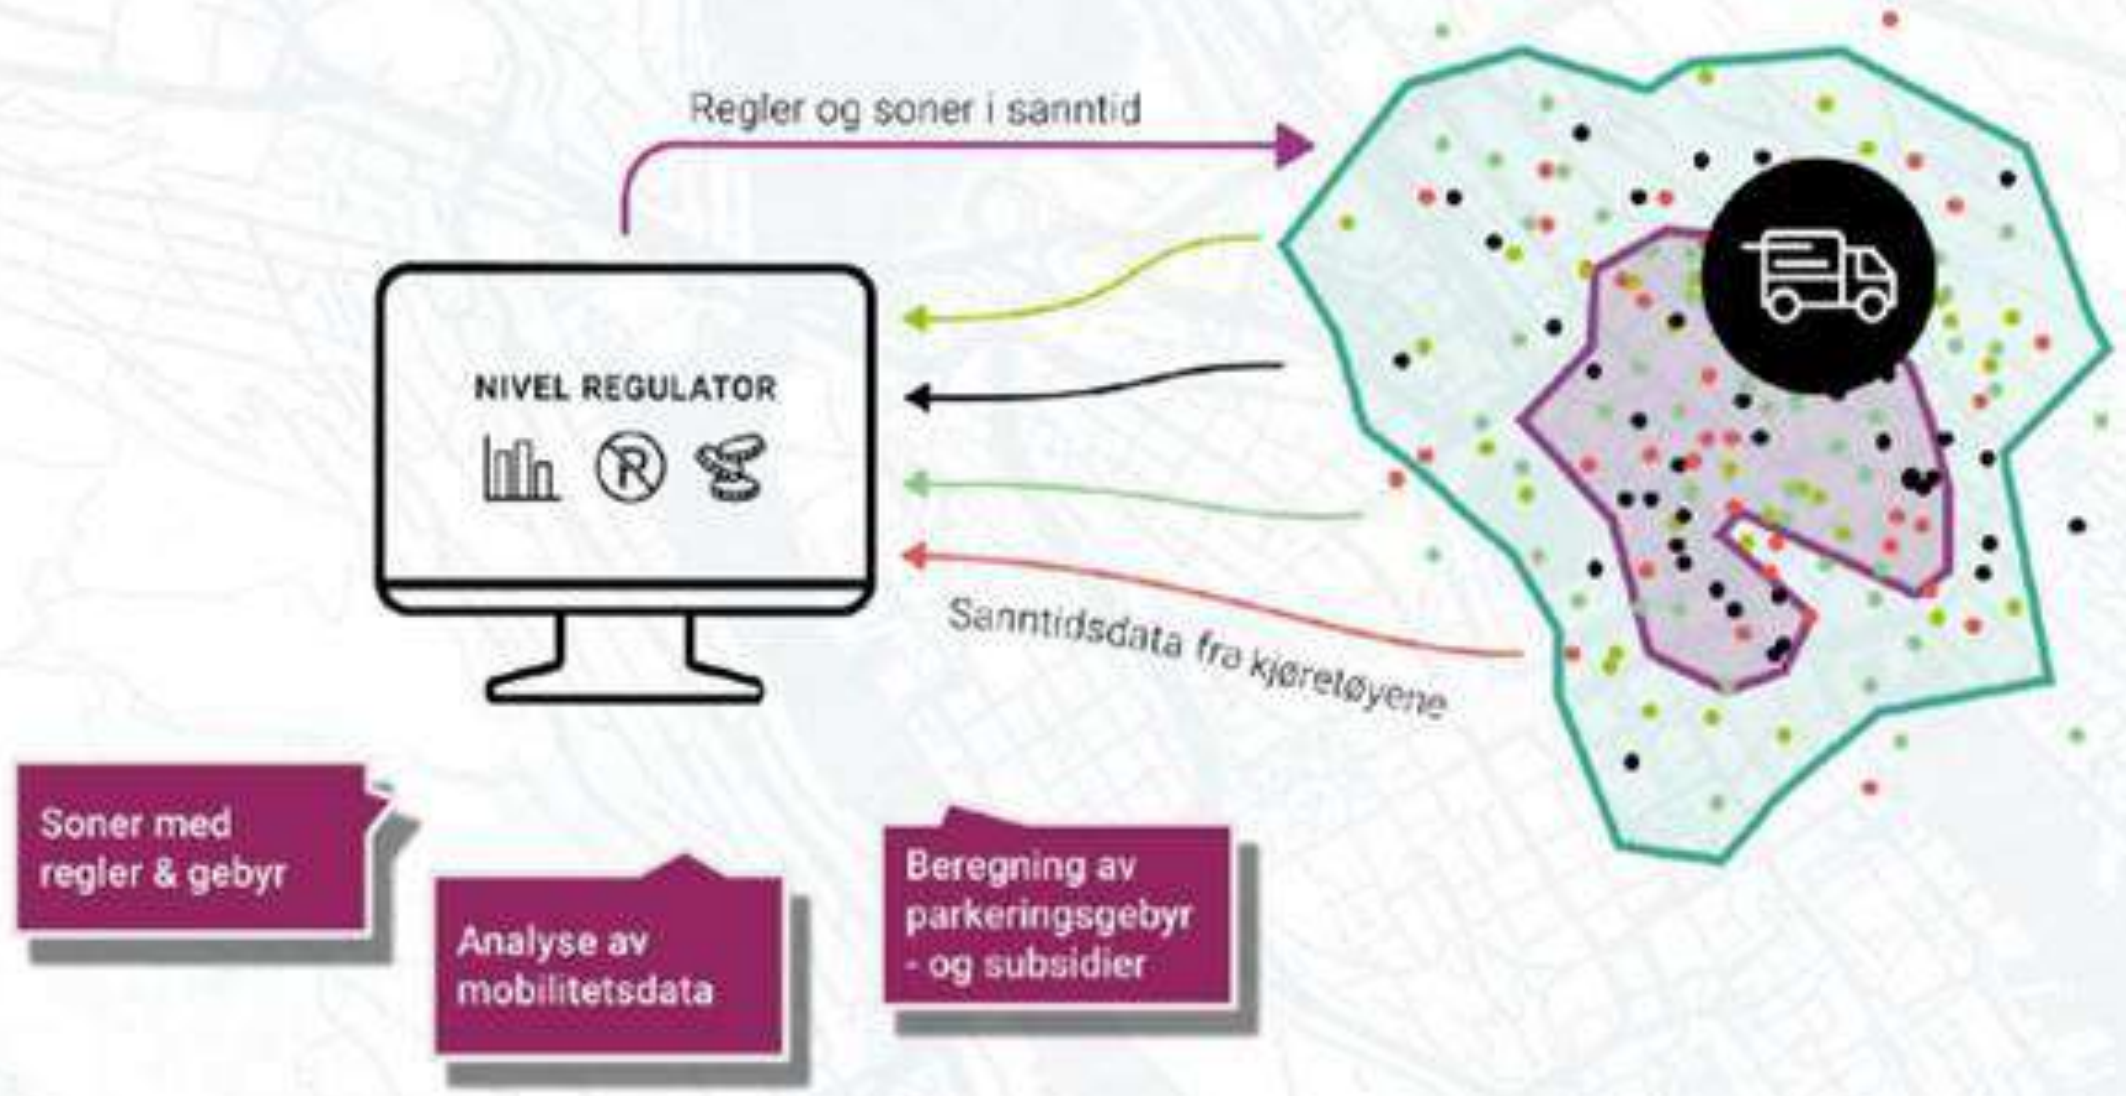 Regler og soner i sanntid
NIVEL REGULATOR
Sanntidsdata fra kjøretøyene
Soner med
regler & gebyr
Analyse av
mobilitetsdata
Beregning av
parkeringsgebyr
- og subsidier